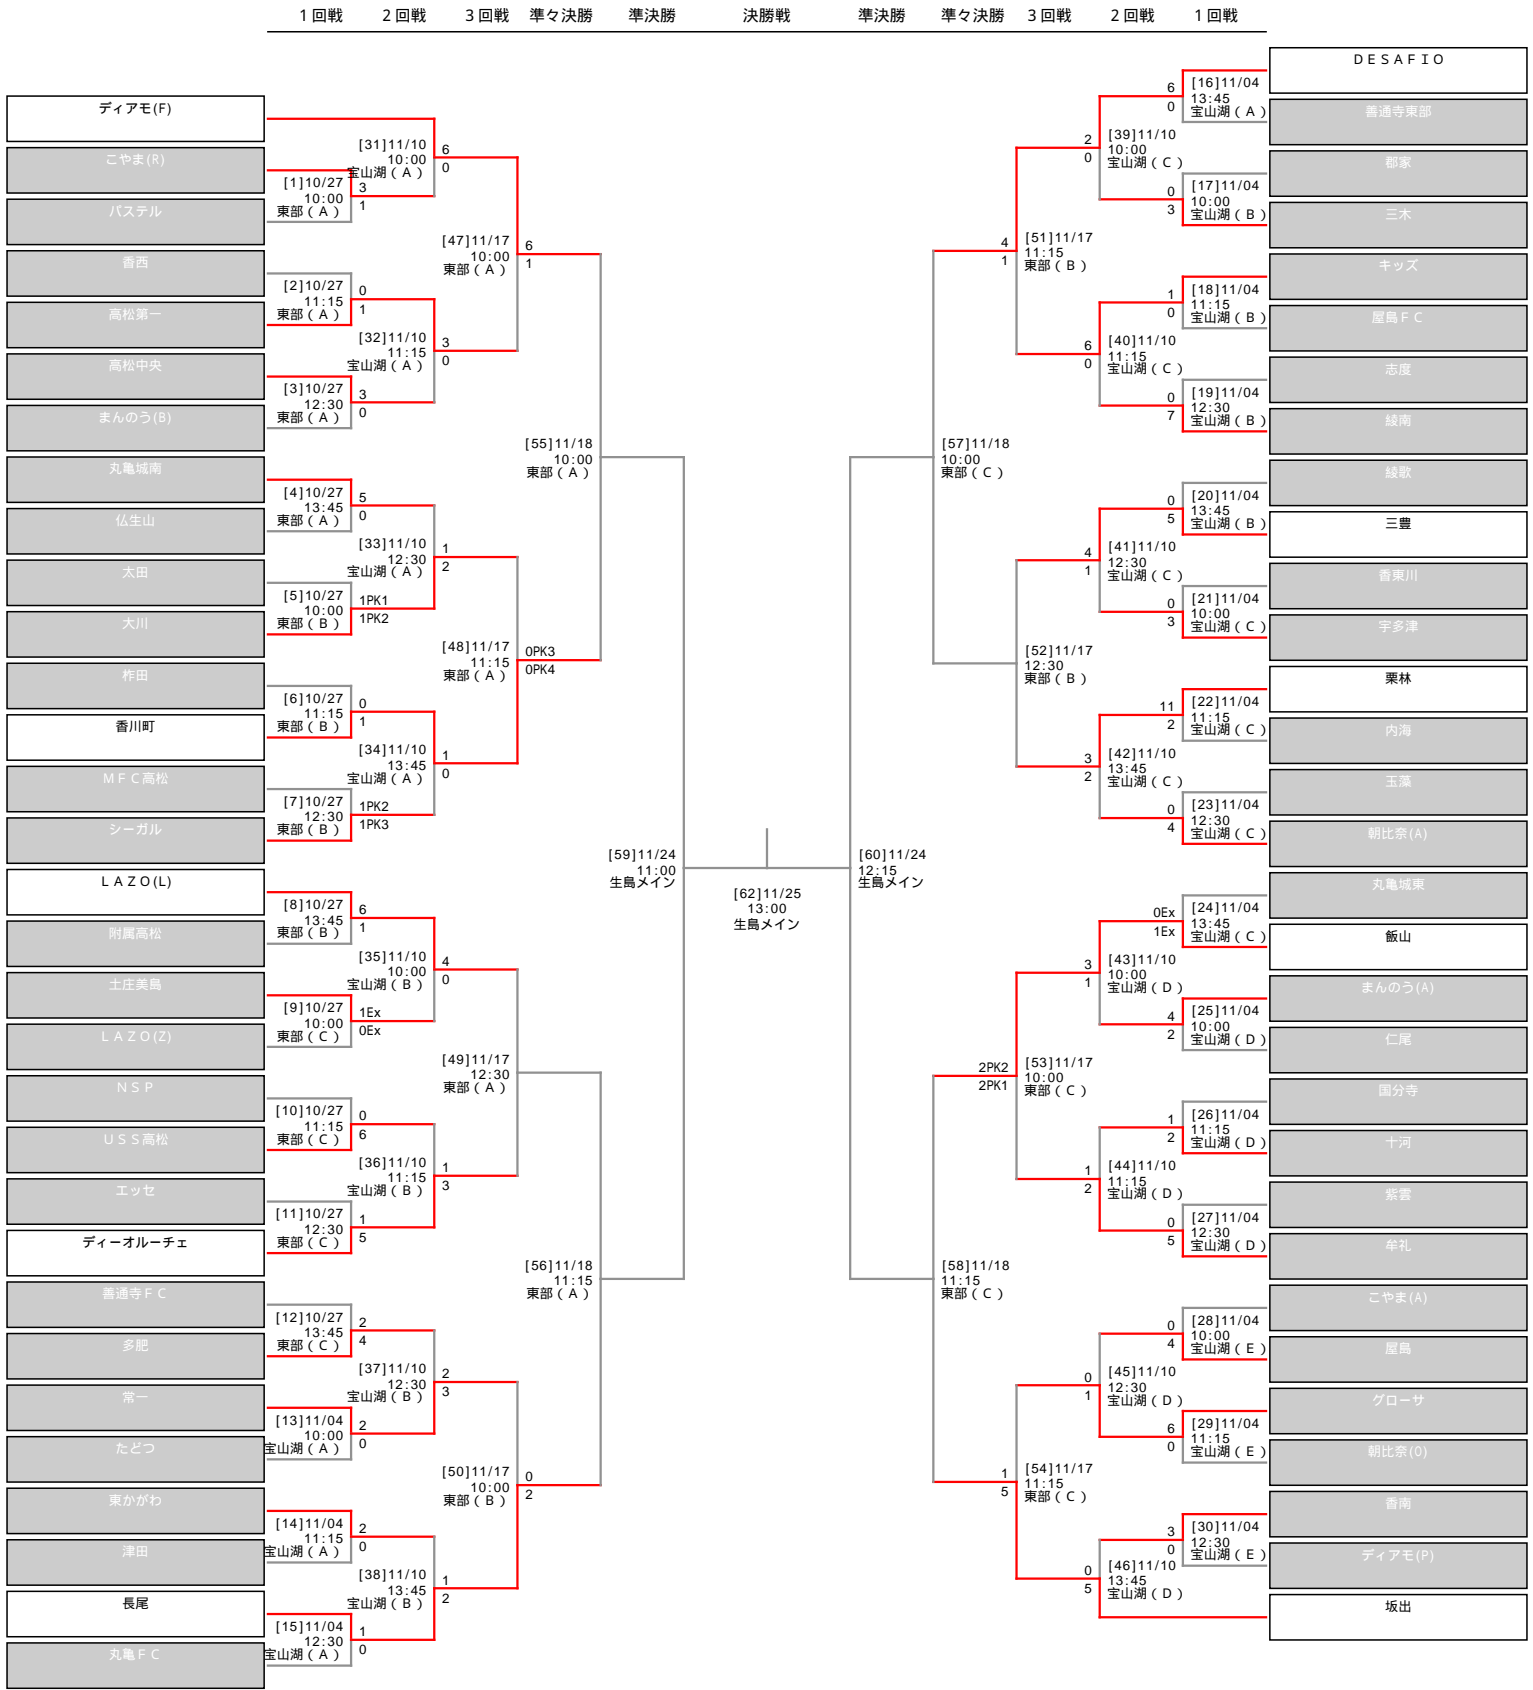 １回戦 ２回戦 ３回戦 準々決勝 準決勝 決勝戦 準決勝 準々決勝 ３回戦 ２回戦 １回戦
ディアモ(F)
こやま(R)
パステル
香西
高松第一
高松中央
まんのう(B)
丸亀城南
仏生山
太田
大川
柞田
香川町
ＭＦＣ高松
シーガル
ＬＡＺＯ(L)
附属高松
土庄美島
ＬＡＺＯ(Z)
ＮＳＰ
ＵＳＳ高松
エッセ
ディーオルーチェ
善通寺ＦＣ
多肥
常一
たどつ
東かがわ
津田
長尾
丸亀ＦＣ
[1]10/27
10:00
東部(A)
3
1
[2]10/27
11:15
東部(A)
0
1
[3]10/27
12:30
東部(A)
3
0
[4]10/27
13:45
東部(A)
5
0
[5]10/27
10:00
東部(B)
1PK1
1PK2
[6]10/27
11:15
東部(B)
0
1
[7]10/27
12:30
東部(B)
1PK2
1PK3
[8]10/27
13:45
東部(B)
6
1
[9]10/27
10:00
東部(C)
1Ex
0Ex
[10]10/27
11:15
東部(C)
0
6
[11]10/27
12:30
東部(C)
1
5
[12]10/27
13:45
東部(C)
2
4
[13]11/04
10:00
宝山湖(A)
2
0
[14]11/04
11:15
宝山湖(A)
2
0
[15]11/04
12:30
宝山湖(A)
1
0
[31]11/10
10:00
宝山湖(A)
6
0
[32]11/10
11:15
宝山湖(A)
3
0
[33]11/10
12:30
宝山湖(A)
1
2
[34]11/10
13:45
宝山湖(A)
1
0
[35]11/10
10:00
宝山湖(B)
4
0
[36]11/10
11:15
宝山湖(B)
1
3
[37]11/10
12:30
宝山湖(B)
2
3
[38]11/10
13:45
宝山湖(B)
1
2
[47]11/17
10:00
東部(A)
6
1
[48]11/17
11:15
東部(A)
0PK3
0PK4
[49]11/17
12:30
東部(A)
[50]11/17
10:00
東部(B)
0
2
[55]11/18
10:00
東部(A)
[56]11/18
11:15
東部(A)
[59]11/24
11:00
生島メイン
[62]11/25
13:00
生島メイン
[60]11/24
12:15
生島メイン
[57]11/18
10:00
東部(C)
[58]11/18
11:15
東部(C)
4
1
[51]11/17
11:15
東部(B)
[52]11/17
12:30
東部(B)
2PK2
2PK1
[53]11/17
10:00
東部(C)
1
5
[54]11/17
11:15
東部(C)
2
0
[39]11/10
10:00
宝山湖(C)
6
0
[40]11/10
11:15
宝山湖(C)
4
1
[41]11/10
12:30
宝山湖(C)
3
2
[42]11/10
13:45
宝山湖(C)
3
1
[43]11/10
10:00
宝山湖(D)
1
2
[44]11/10
11:15
宝山湖(D)
0
1
[45]11/10
12:30
宝山湖(D)
0
5
[46]11/10
13:45
宝山湖(D)
6
0
[16]11/04
13:45
宝山湖(A)
0
3
[17]11/04
10:00
宝山湖(B)
1
0
[18]11/04
11:15
宝山湖(B)
0
7
[19]11/04
12:30
宝山湖(B)
0
5
[20]11/04
13:45
宝山湖(B)
0
3
[21]11/04
10:00
宝山湖(C)
11
2
[22]11/04
11:15
宝山湖(C)
0
4
[23]11/04
12:30
宝山湖(C)
0Ex
1Ex
[24]11/04
13:45
宝山湖(C)
4
2
[25]11/04
10:00
宝山湖(D)
1
2
[26]11/04
11:15
宝山湖(D)
0
5
[27]11/04
12:30
宝山湖(D)
0
4
[28]11/04
10:00
宝山湖(E)
6
0
[29]11/04
11:15
宝山湖(E)
3
0
[30]11/04
12:30
宝山湖(E)
ＤＥＳＡＦＩＯ
善通寺東部
郡家
三木
キッズ
屋島ＦＣ
志度
綾南
綾歌
三豊
香東川
宇多津
栗林
内海
玉藻
朝比奈(A)
丸亀城東
飯山
まんのう(A)
仁尾
国分寺
十河
紫雲
牟礼
こやま(A)
屋島
グローサ
朝比奈(O)
香南
ディアモ(P)
坂出